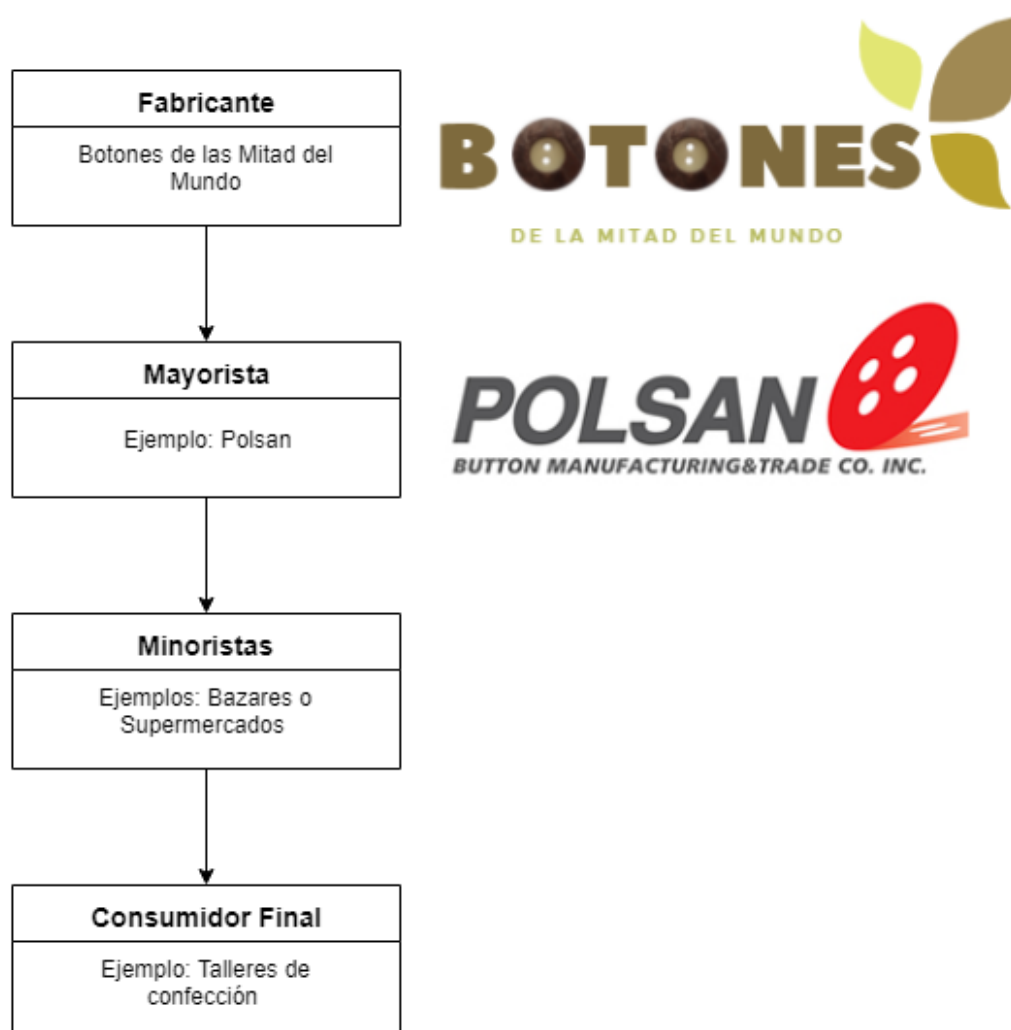 Fabricante
Botones de las Mitad del
Mundo
BOTONES
DE LA MITAD DEL MUNDO
Mayorista
Ejemplo: Polsan
POLSAN
BUTTON MANUFACTURING&TRADE CO. INC.
Minoristas
Ejemplos: Bazares o
Supermercados
Consumidor Final
Ejemplo: Talleres de
confección